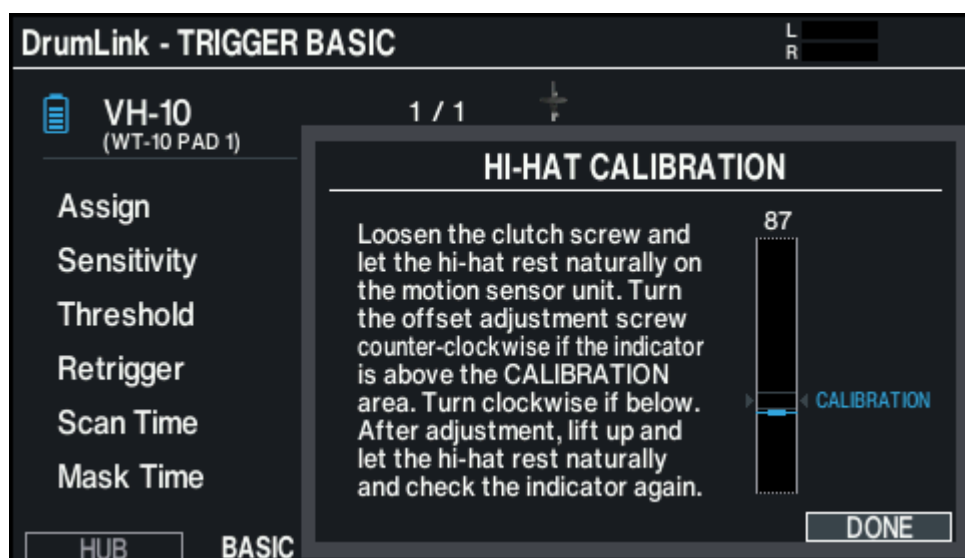 DrumLink - TRIGGER BASIC
L
R
VH-10
1 / 1
(WT-10 PAD 1)
Assign
Sensitivity
Threshold
Retrigger
Scan Time
Mask Time
HUB
BASIC
HI-HAT CALIBRATION
87
Loosen the clutch screw and
let the hi-hat rest naturally on
the motion sensor unit. Turn
the offset adjustment screw
counter-clockwise if the indicator
is above the CALIBRATION
area. Turn clockwise if below.
After adjustment, lift up and
let the hi-hat rest naturally
and check the indicator again.
CALIBRATION
DONE